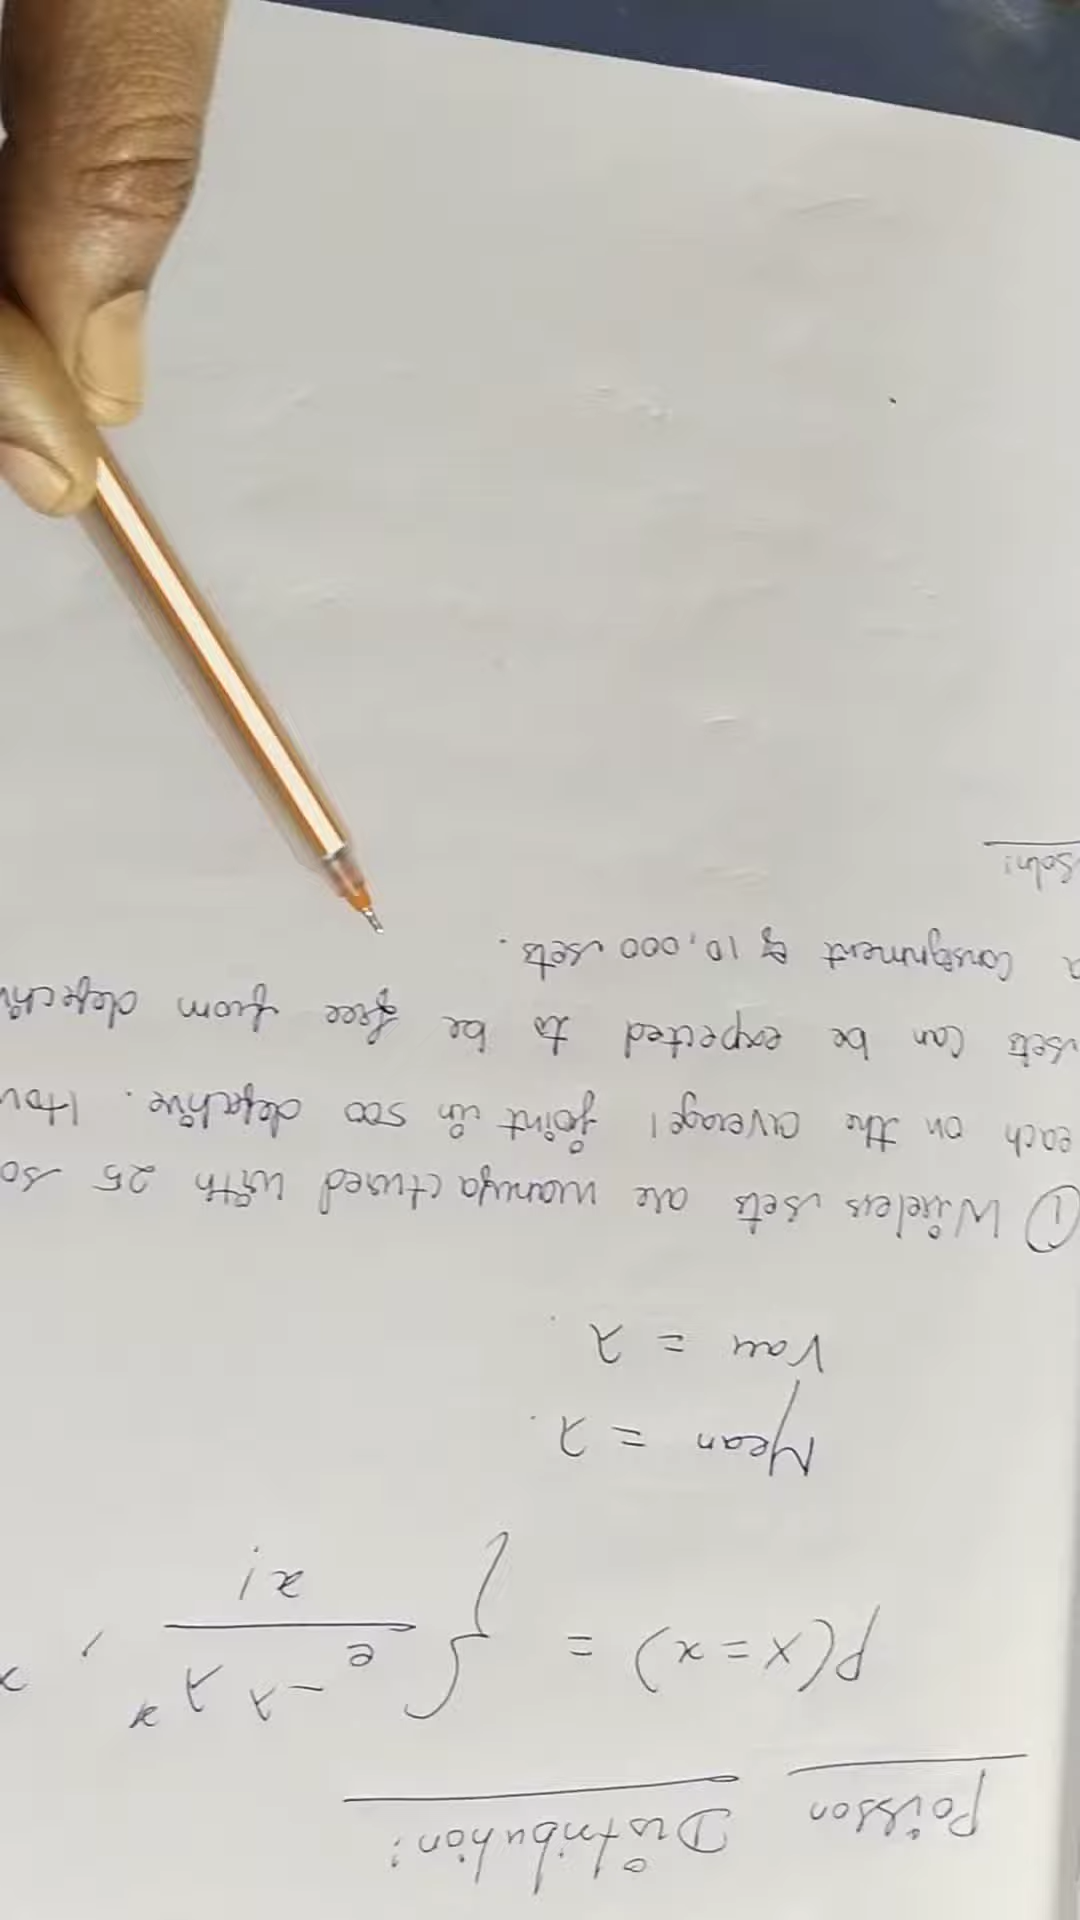 Poisson Distribution:
P(X=x) = { e^-λ λ^x / x! ,
Mean = λ.
Var = λ.
① Wireless sets are manufactured with 25 so
each on the average 1 joint in 500 defective. How
sets can be expected to be free from defectiv
a consignment of 10,000 sets.
Soln: